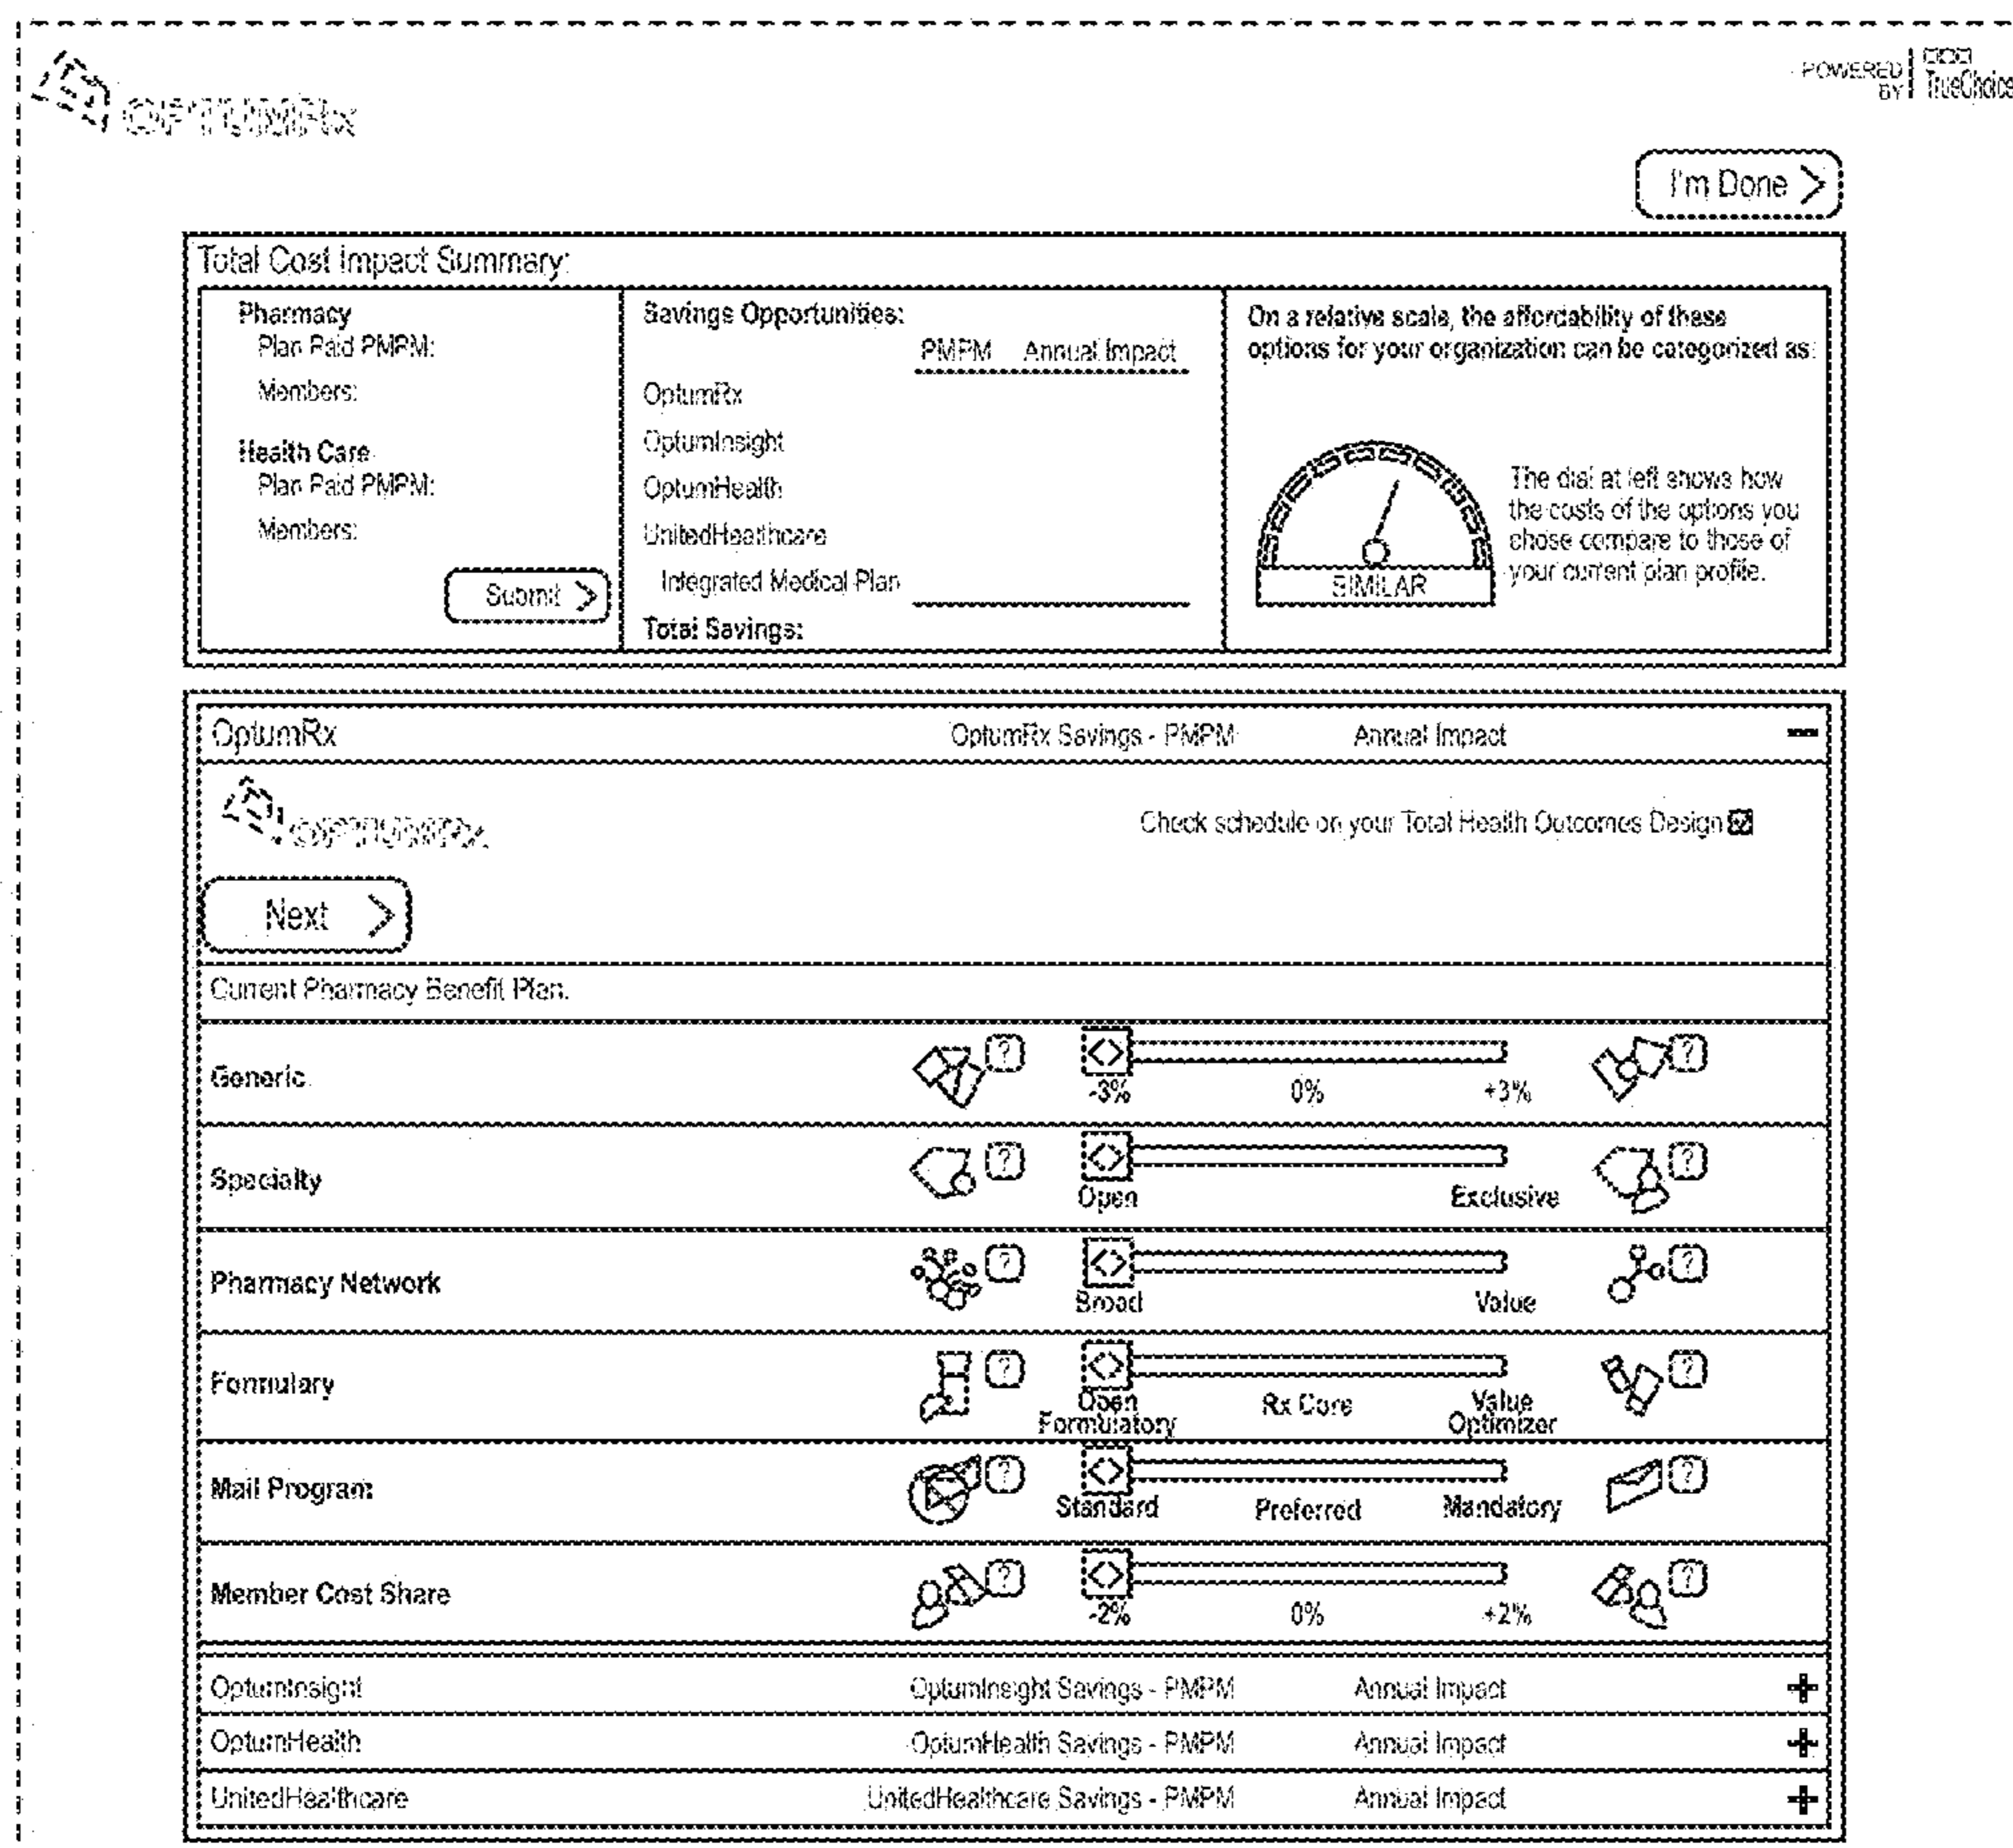 OPTUMRx
POWERED BY TrueChoice
I'm Done
Total Cost Impact Summary:
Pharmacy
Plan Paid PMPM:
Members:
Health Care
Plan Paid PMPM:
Members:
Submit
Savings Opportunities:
PMPM Annual Impact
OptumRx
OptumInsight
OptumHealth
UnitedHealthcare
Integrated Medical Plan
Total Savings:
On a relative scale, the affordability of these
options for your organization can be categorized as:
SIMILAR
The dial at left shows how
the costs of the options you
chose compare to those of
your current plan profile.
OptumRx OptumRx Savings - PMPM Annual Impact
OPTUMRx
Check schedule on your Total Health Outcomes Design
Next
Current Pharmacy Benefit Plan.
Generic ? ?
-3% 0% +3%
Specialty ? ?
Open Exclusive
Pharmacy Network ? ?
Broad Value
Formulary ? ?
Open Formulatory Rx Core Value Optimizer
Mail Program ? ?
Standard Preferred Mandatory
Member Cost Share ? ?
-2% 0% +2%
OptumInsight OptumInsight Savings - PMPM Annual Impact
OptumHealth OptumHealth Savings - PMPM Annual Impact
UnitedHealthcare UnitedHealthcare Savings - PMPM Annual Impact